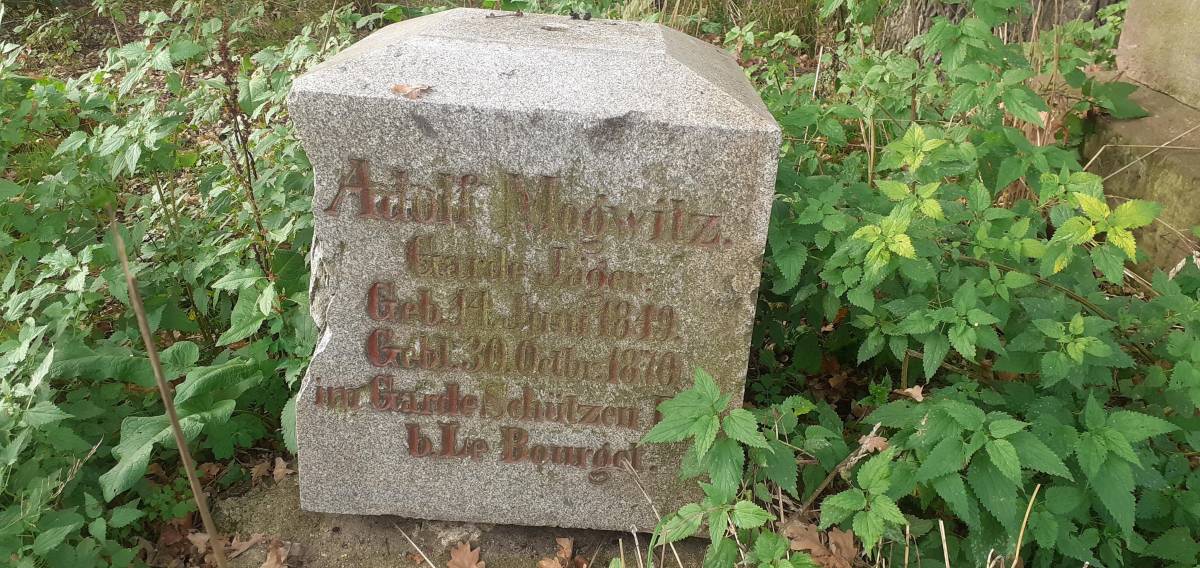 Adolf Mogwitz.
Garde Jäger.
Geb. 14. Juni 1849.
Gebl. 30. Octbr. 1870.
im Garde Schützen
b. Le Bourget.